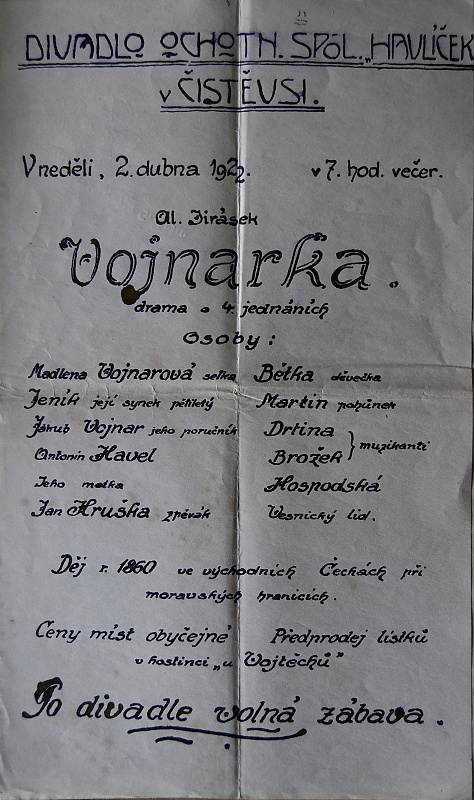 DIVADLO OCHOTN. SPOL. „HAVLÍČEK
v ČISTĚVSI.
V neděli, 2. dubna 1922. v 7. hod. večer.
Al. Jirásek
Vojnarka.
drama o 4. jednáních
Osoby:
Madlena Vojnarová selka Bětka děvečka
Jeník její synek pětiletý Martin pohůnek
Jakub Vojnar jeho poručník Drtina
Antonín Havel Brožek } muzikanti
Jeho matka Hospodská
Jan Hruška zpěvák Vesnický lid.
Děj r. 1860 ve východních Čechách při
moravských hranicích.
Ceny míst obyčejné Předprodej lístků
v hostinci „u Vojtěchů"
Po divadle volná zábava.